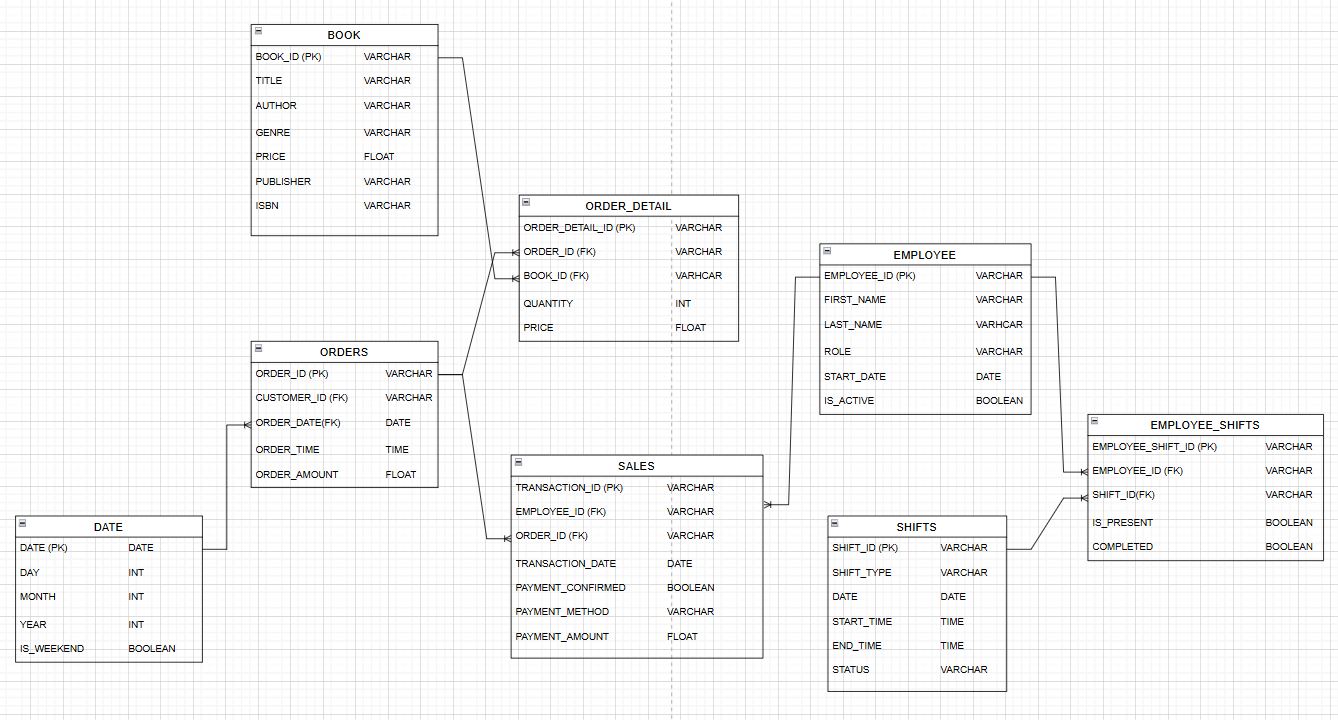 BOOK
BOOK_ID (PK) VARCHAR
TITLE VARCHAR
AUTHOR VARCHAR
GENRE VARCHAR
PRICE FLOAT
PUBLISHER VARCHAR
ISBN VARCHAR
ORDER_DETAIL
ORDER_DETAIL_ID (PK) VARCHAR
ORDER_ID (FK) VARCHAR
BOOK_ID (FK) VARHCAR
QUANTITY INT
PRICE FLOAT
EMPLOYEE
EMPLOYEE_ID (PK) VARCHAR
FIRST_NAME VARCHAR
LAST_NAME VARHCAR
ROLE VARCHAR
START_DATE DATE
IS_ACTIVE BOOLEAN
ORDERS
ORDER_ID (PK) VARCHAR
CUSTOMER_ID (FK) VARCHAR
ORDER_DATE(FK) DATE
ORDER_TIME TIME
ORDER_AMOUNT FLOAT
EMPLOYEE_SHIFTS
EMPLOYEE_SHIFT_ID (PK) VARCHAR
EMPLOYEE_ID (FK) VARCHAR
SHIFT_ID(FK) VARCHAR
IS_PRESENT BOOLEAN
COMPLETED BOOLEAN
SALES
TRANSACTION_ID (PK) VARCHAR
EMPLOYEE_ID (FK) VARCHAR
ORDER_ID (FK) VARCHAR
TRANSACTION_DATE DATE
PAYMENT_CONFIRMED BOOLEAN
PAYMENT_METHOD VARCHAR
PAYMENT_AMOUNT FLOAT
DATE
DATE (PK) DATE
DAY INT
MONTH INT
YEAR INT
IS_WEEKEND BOOLEAN
SHIFTS
SHIFT_ID (PK) VARCHAR
SHIFT_TYPE VARCHAR
DATE DATE
START_TIME TIME
END_TIME TIME
STATUS VARCHAR